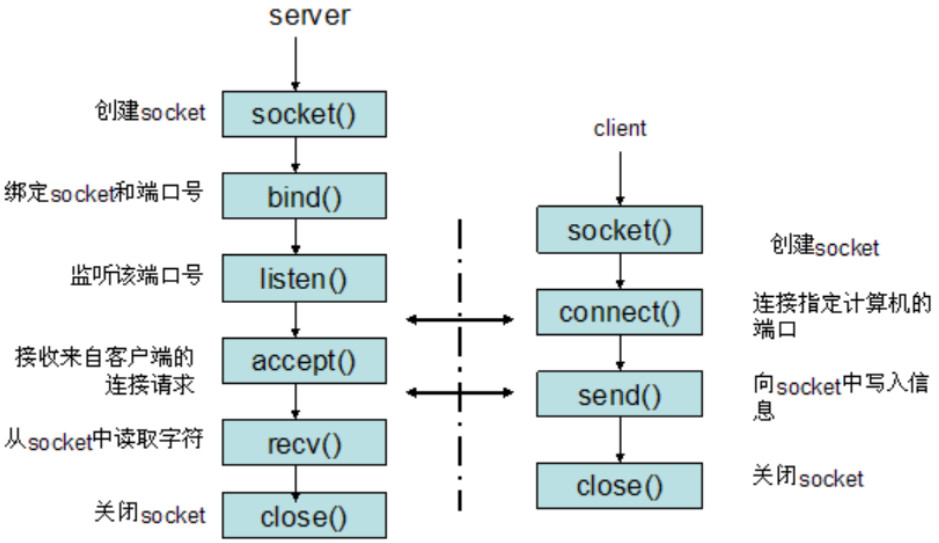 server
创建socket
socket()
绑定socket和端口号
bind()
监听该端口号
listen()
接收来自客户端的
连接请求
accept()
从socket中读取字符
recv()
关闭socket
close()
client
socket()
创建socket
connect()
连接指定计算机的
端口
send()
向socket中写入信
息
close()
关闭socket